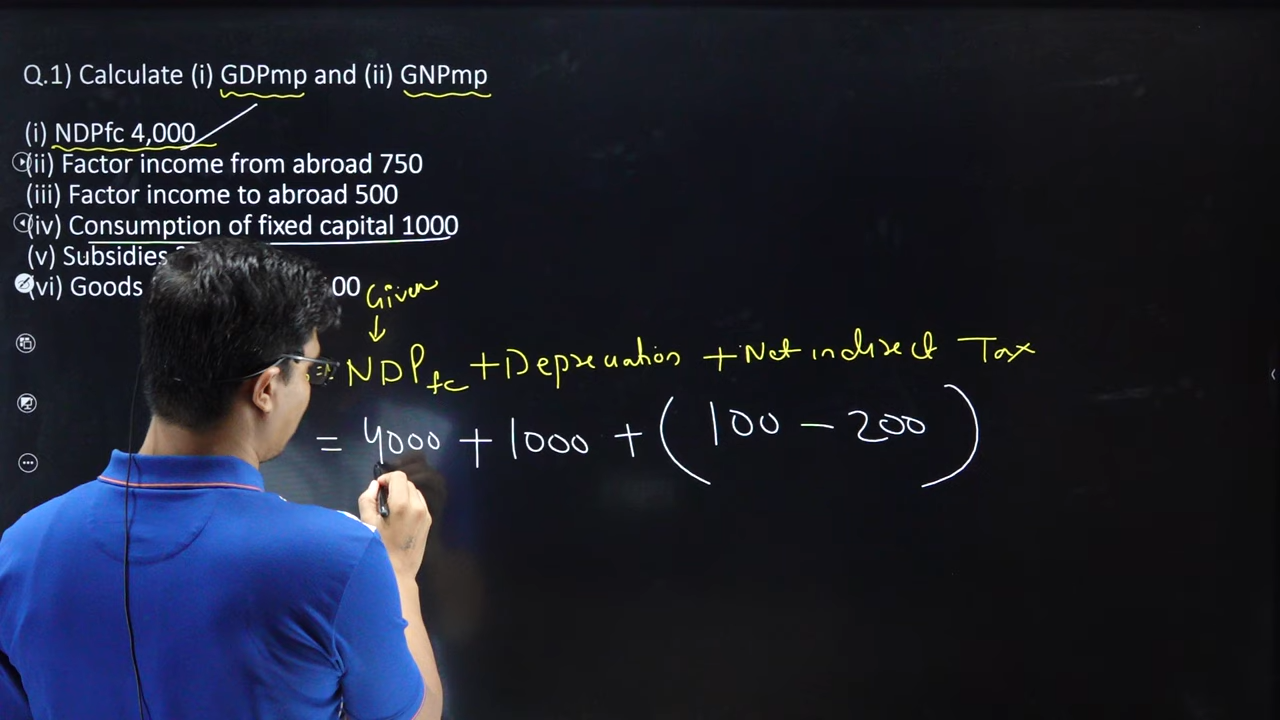 Q.1) Calculate (i) GDPmp and (ii) GNPmp
(i) NDPfc 4,000
(ii) Factor income from abroad 750
(iii) Factor income to abroad 500
(iv) Consumption of fixed capital 1000
(v) Subsidies
(vi) Goods 00
Given
= NDPfc + Depreciation + Net indirect Tax
= 4000 + 1000 + ( 100 - 200 )